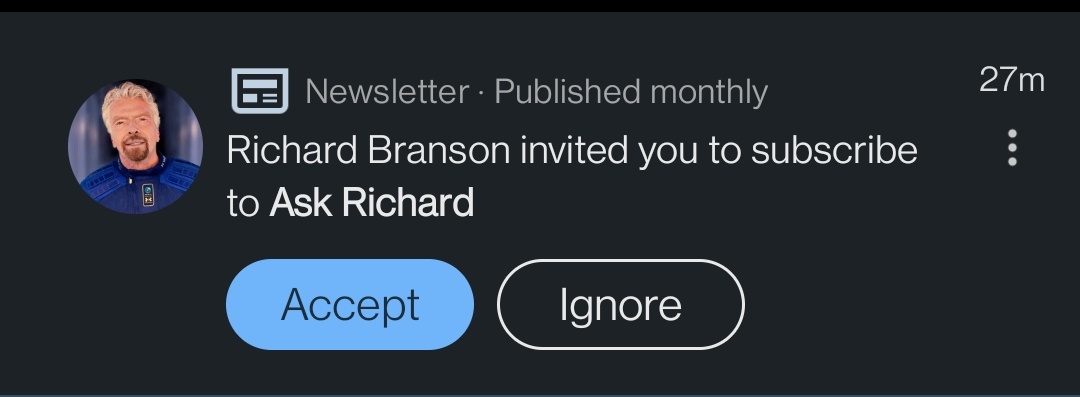 Newsletter · Published monthly
27m
Richard Branson invited you to subscribe
to Ask Richard
Accept
Ignore